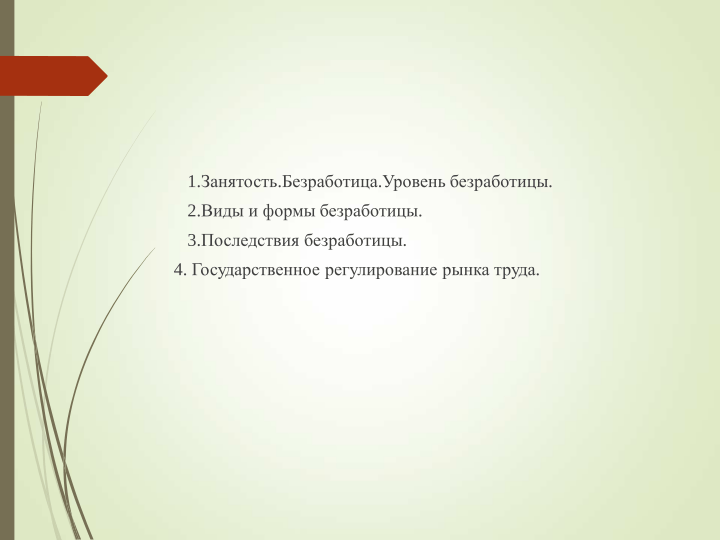 1.Занятость.Безработица.Уровень безработицы.
2.Виды и формы безработицы.
3.Последствия безработицы.
4. Государственное регулирование рынка труда.